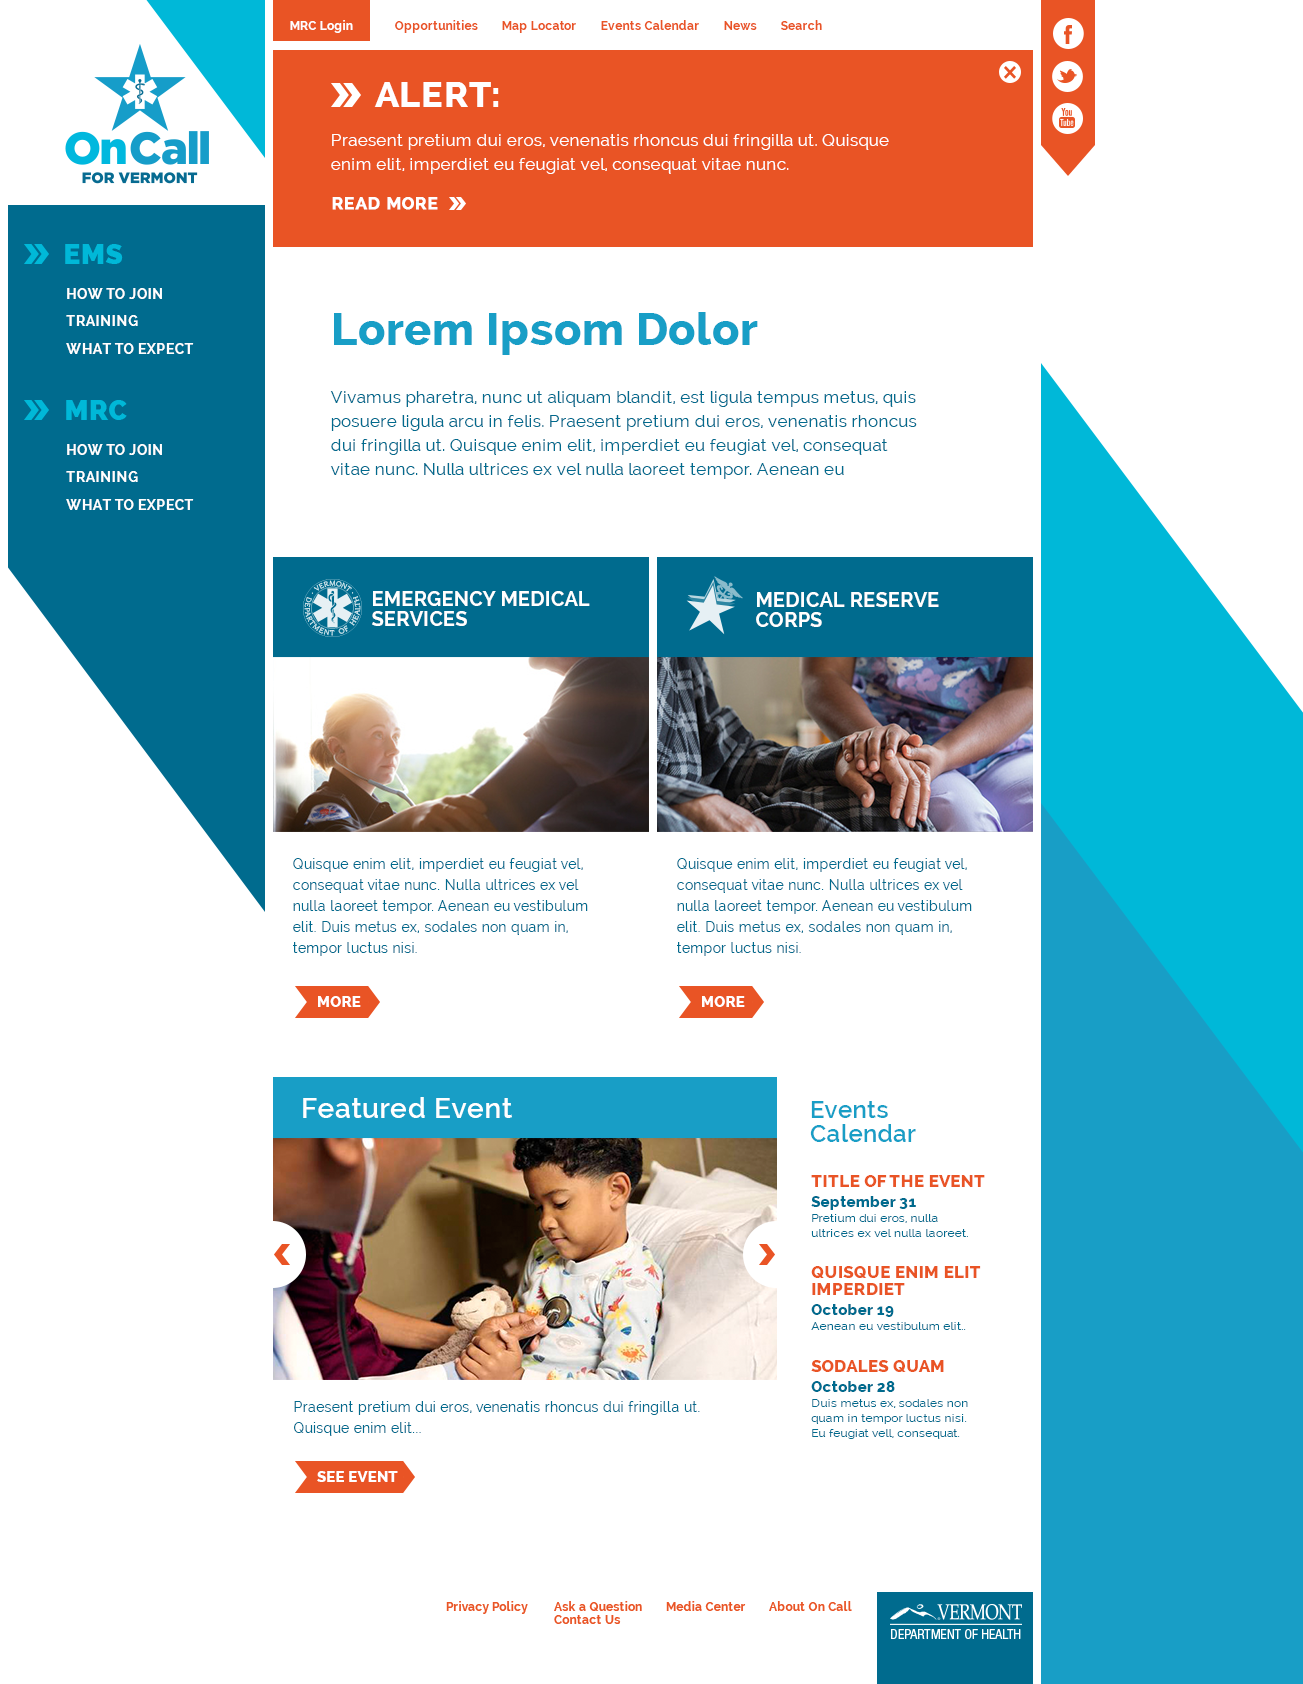 OnCall
FOR VERMONT
MRC Login
Opportunities
Map Locator
Events Calendar
News
Search
f
You
Tube
ALERT:
Praesent pretium dui eros, venenatis rhoncus dui fringilla ut. Quisque
enim elit, imperdiet eu feugiat vel, consequat vitae nunc.
READ MORE
EMS
HOW TO JOIN
TRAINING
WHAT TO EXPECT
MRC
HOW TO JOIN
TRAINING
WHAT TO EXPECT
Lorem Ipsom Dolor
Vivamus pharetra, nunc ut aliquam blandit, est ligula tempus metus, quis
posuere ligula arcu in felis. Praesent pretium dui eros, venenatis rhoncus
dui fringilla ut. Quisque enim elit, imperdiet eu feugiat vel, consequat
vitae nunc. Nulla ultrices ex vel nulla laoreet tempor. Aenean eu
VERMONT
DEPARTMENT OF HEALTH
EMERGENCY MEDICAL
SERVICES
Quisque enim elit, imperdiet eu feugiat vel,
consequat vitae nunc. Nulla ultrices ex vel
nulla laoreet tempor. Aenean eu vestibulum
elit. Duis metus ex, sodales non quam in,
tempor luctus nisi.
MORE
MEDICAL RESERVE
CORPS
Quisque enim elit, imperdiet eu feugiat vel,
consequat vitae nunc. Nulla ultrices ex vel
nulla laoreet tempor. Aenean eu vestibulum
elit. Duis metus ex, sodales non quam in,
tempor luctus nisi.
MORE
Featured Event
Praesent pretium dui eros, venenatis rhoncus dui fringilla ut.
Quisque enim elit...
SEE EVENT
Events
Calendar
TITLE OF THE EVENT
September 31
Pretium dui eros, nulla
ultrices ex vel nulla laoreet.
QUISQUE ENIM ELIT
IMPERDIET
October 19
Aenean eu vestibulum elit..
SODALES QUAM
October 28
Duis metus ex, sodales non
quam in tempor luctus nisi.
Eu feugiat vell, consequat.
Privacy Policy
Ask a Question
Contact Us
Media Center
About On Call
VERMONT
DEPARTMENT OF HEALTH